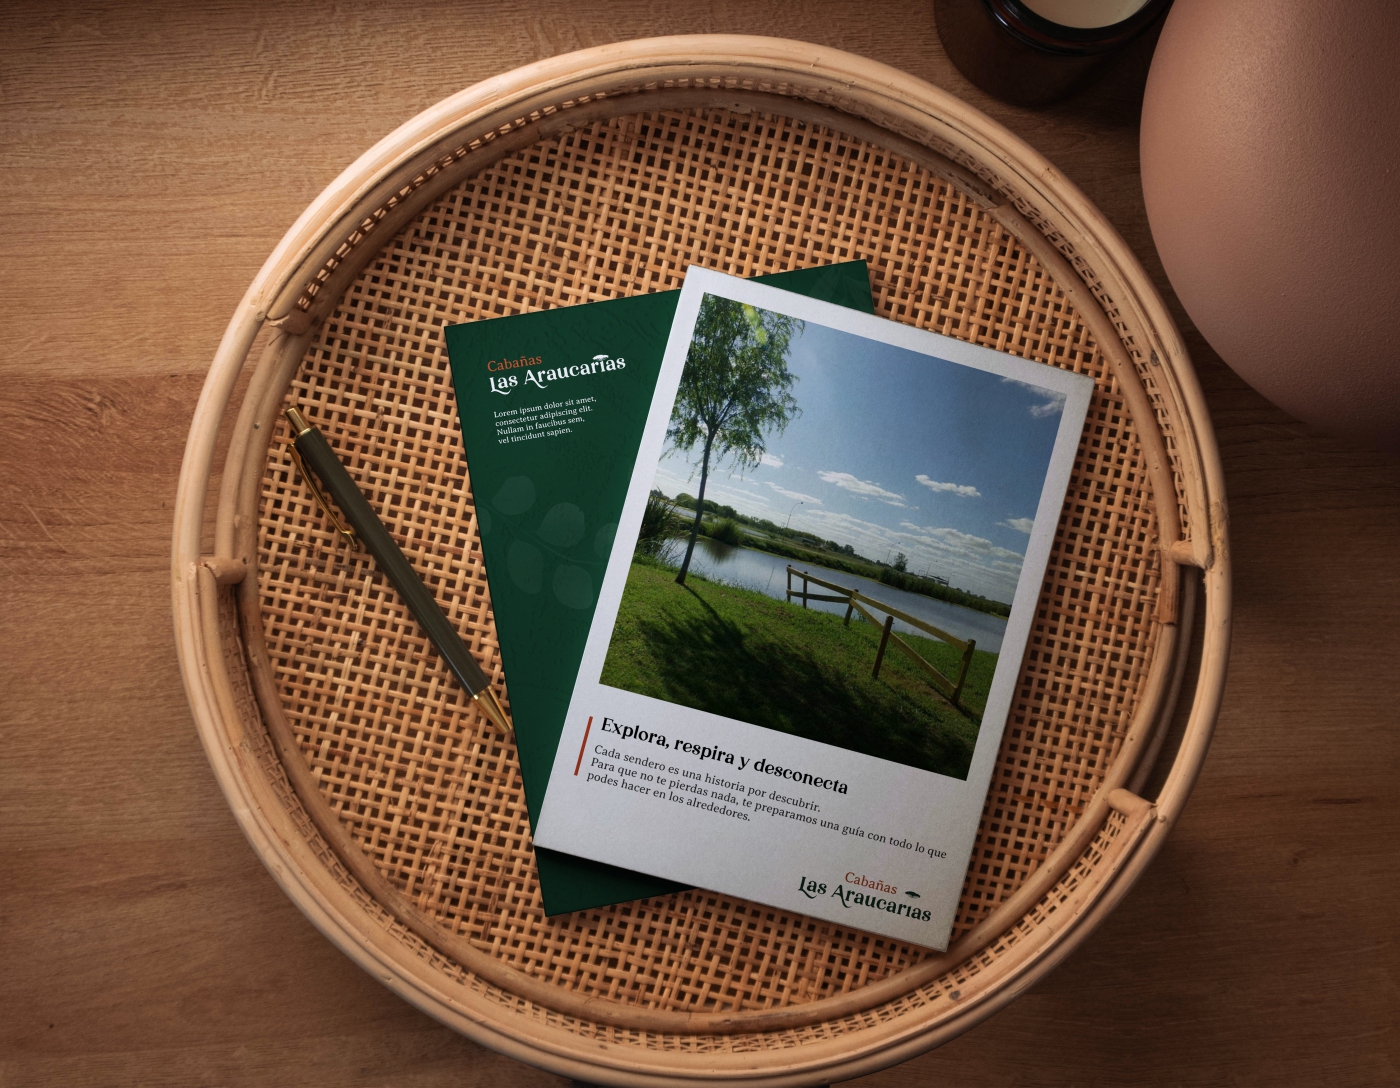 Cabañas
Las Araucarias
Lorem ipsum dolor sit amet,
consectetur adipiscing elit.
Nullam in faucibus sem,
vel tincidunt sapien.
Explora, respira y desconecta
Cada sendero es una historia por descubrir.
Para que no te pierdas nada, te preparamos una guía con todo lo que
podes hacer en los alrededores.
Cabañas
Las Araucarias